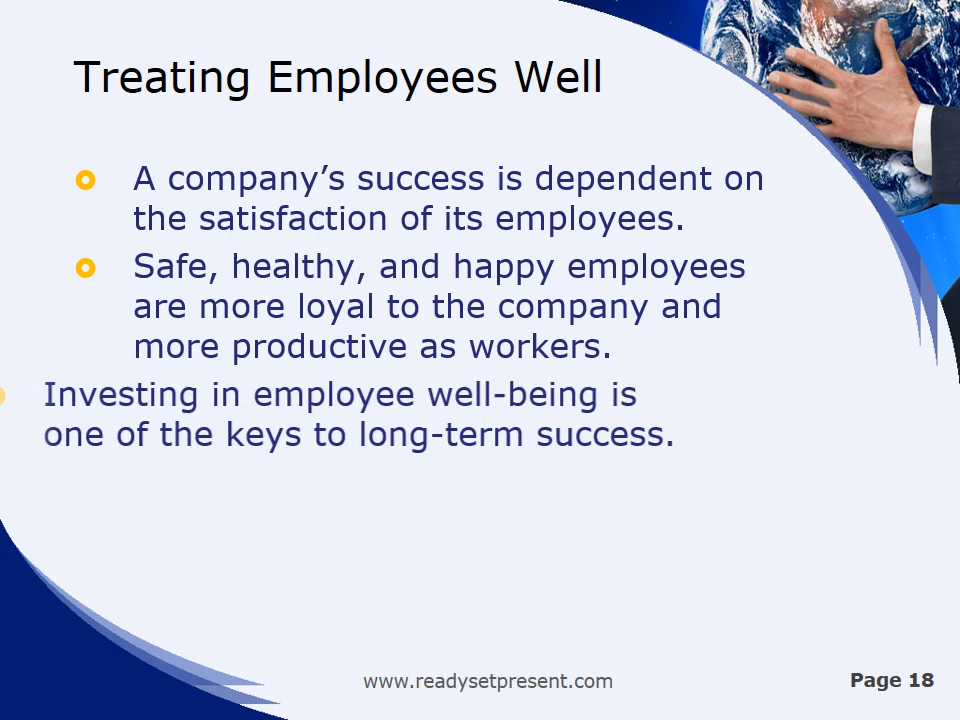 Treating Employees Well
A company’s success is dependent on
the satisfaction of its employees.
Safe, healthy, and happy employees
are more loyal to the company and
more productive as workers.
Investing in employee well-being is
one of the keys to long-term success.
www.readysetpresent.com
Page 18